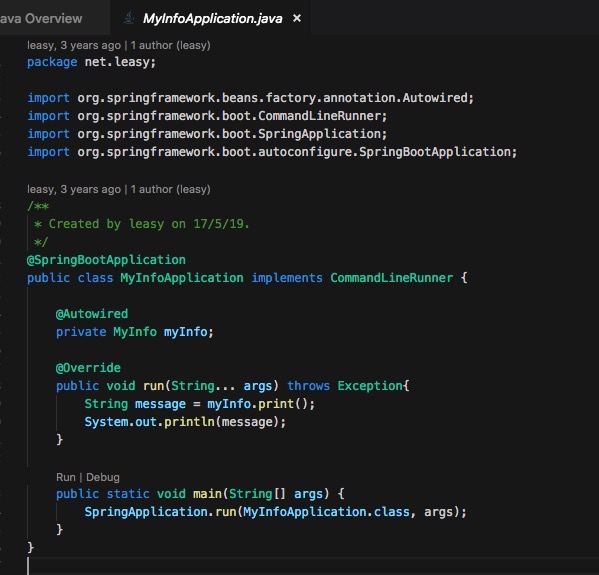 ava Overview
MyInfoApplication.java ×
leasy, 3 years ago | 1 author (leasy)
package net.leasy;
import org.springframework.beans.factory.annotation.Autowired;
import org.springframework.boot.CommandLineRunner;
import org.springframework.boot.SpringApplication;
import org.springframework.boot.autoconfigure.SpringBootApplication;
leasy, 3 years ago | 1 author (leasy)
/**
 * Created by leasy on 17/5/19.
 */
@SpringBootApplication
public class MyInfoApplication implements CommandLineRunner {
    @Autowired
    private MyInfo myInfo;
    @Override
    public void run(String... args) throws Exception{
        String message = myInfo.print();
        System.out.println(message);
    }
    Run | Debug
    public static void main(String[] args) {
        SpringApplication.run(MyInfoApplication.class, args);
    }
}